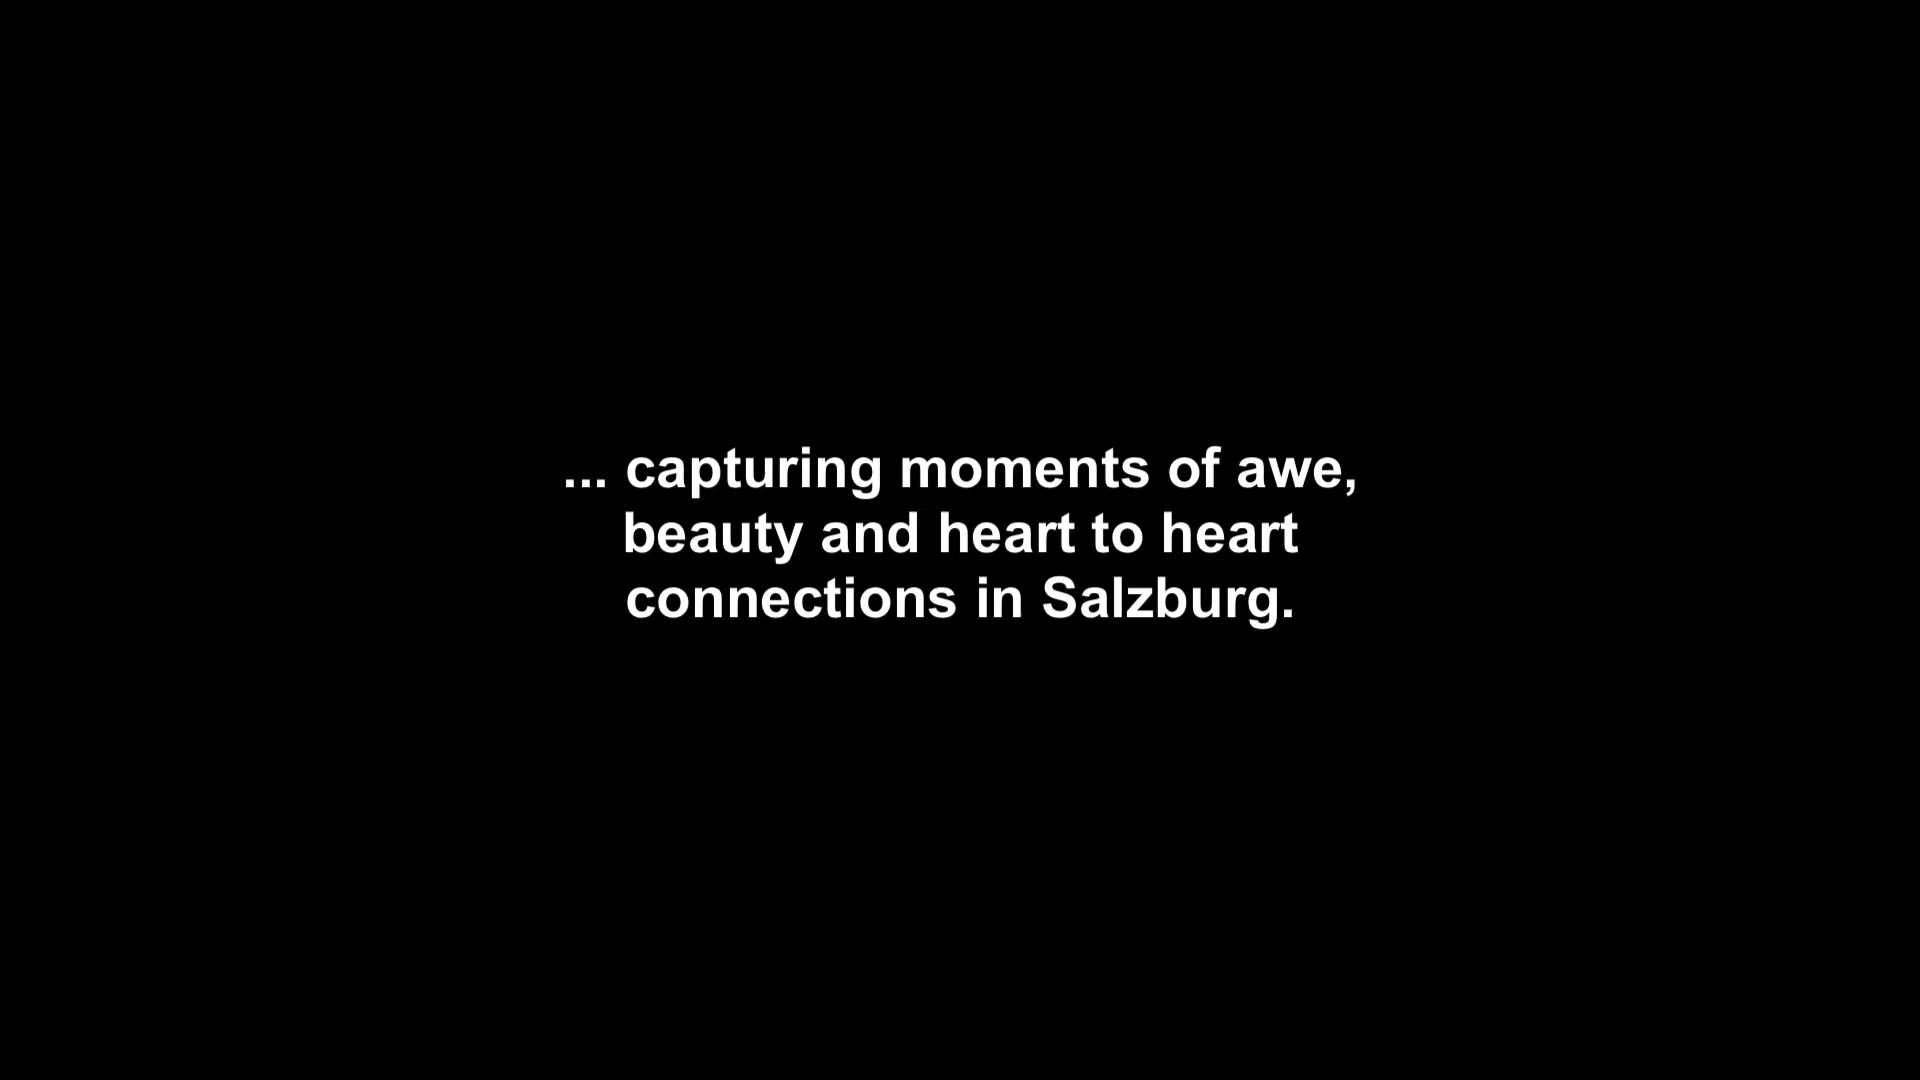 ... capturing moments of awe,
beauty and heart to heart
connections in Salzburg.